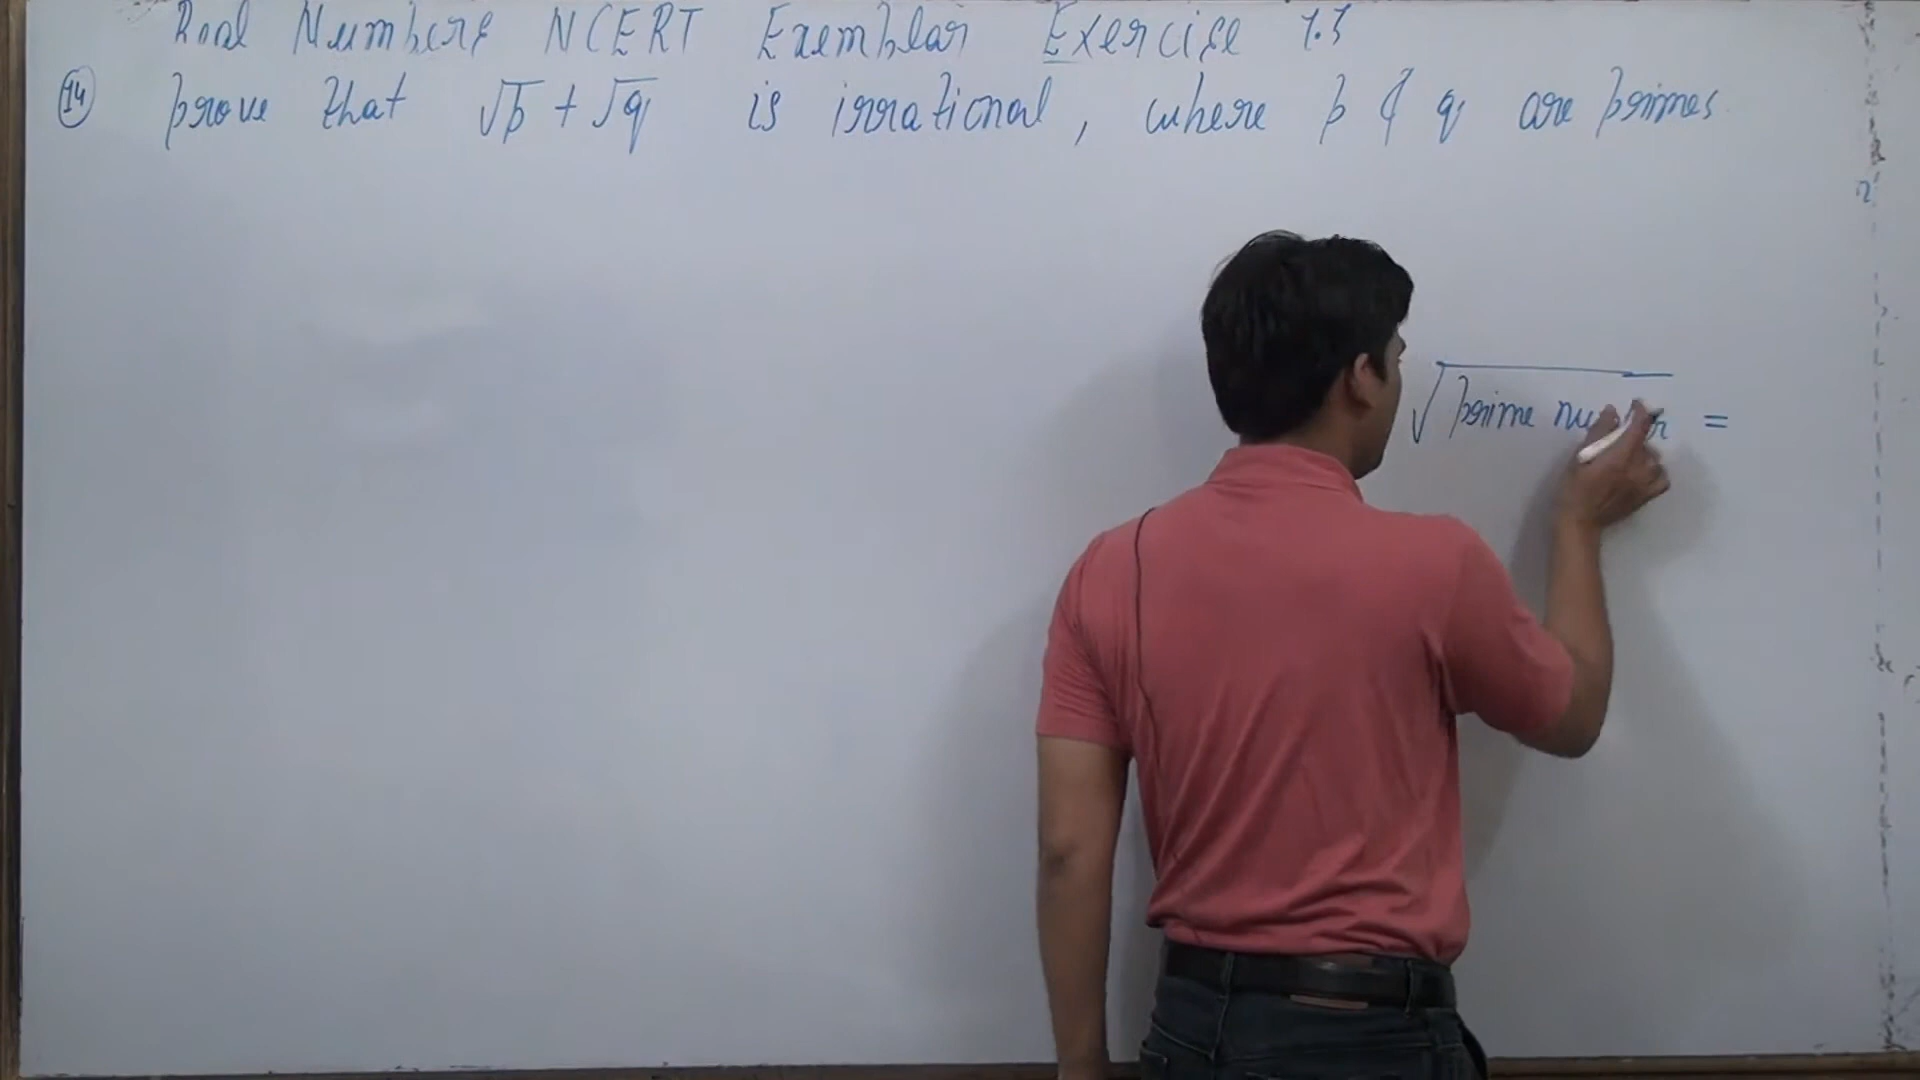 Real Numbers NCERT Exemplar Exercise 1.3
14 prove that √p + √q is irrational, where p & q are primes
√prime number =